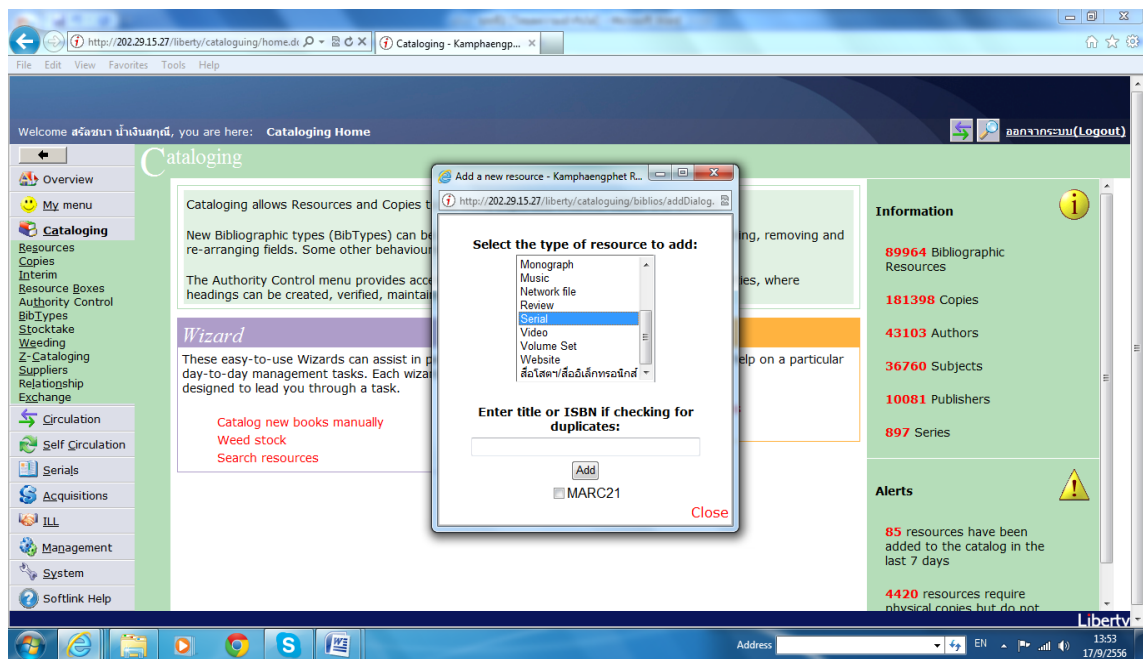 http://202.29.15.27/liberty/cataloguing/home.dc
Cataloging - Kamphaengp...
File Edit View Favorites Tools Help
Welcome สรัลชนา น้ำเงินสกุณี, you are here: Cataloging Home
ออกจากระบบ(Logout)
Cataloging
Overview
My menu
Cataloging
Resources
Copies
Interim
Resource Boxes
Authority Control
BibTypes
Stocktake
Weeding
Z-Cataloging
Suppliers
Relationship
Exchange
Circulation
Self Circulation
Serials
Acquisitions
ILL
Management
System
Softlink Help
Cataloging allows Resources and Copies t
New Bibliographic types (BibTypes) can be
ing, removing and
re-arranging fields. Some other behaviour
The Authority Control menu provides acce
ies, where
headings can be created, verified, maintai
Wizard
These easy-to-use Wizards can assist in p
elp on a particular
day-to-day management tasks. Each wizar
designed to lead you through a task.
Catalog new books manually
Weed stock
Search resources
Add a new resource - Kamphaengphet R...
http://202.29.15.27/liberty/cataloguing/biblios/addDialog.
Select the type of resource to add:
Monograph
Music
Network file
Review
Serial
Video
Volume Set
Website
สื่อโสตฯ/สื่ออิเล็กทรอนิกส์
Enter title or ISBN if checking for
duplicates:
Add
MARC21
Close
Information
89964 Bibliographic
Resources
181398 Copies
43103 Authors
36760 Subjects
10081 Publishers
897 Series
Alerts
85 resources have been
added to the catalog in the
last 7 days
4420 resources require
physical copies but do not
Liberty
Address
EN
13:53
17/9/2556